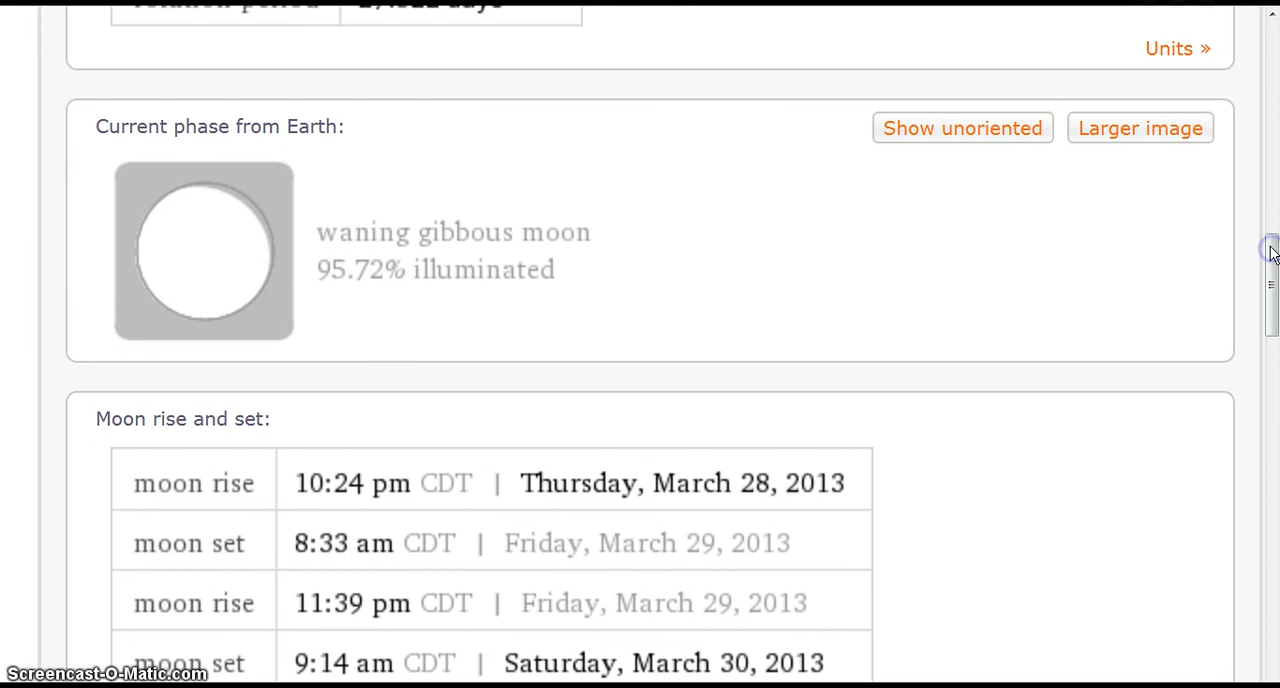 Units »
Current phase from Earth:
Show unoriented
Larger image
waning gibbous moon
95.72% illuminated
Moon rise and set:
moon rise 10:24 pm CDT | Thursday, March 28, 2013
moon set 8:33 am CDT | Friday, March 29, 2013
moon rise 11:39 pm CDT | Friday, March 29, 2013
moon set 9:14 am CDT | Saturday, March 30, 2013
Screencast-O-Matic.com